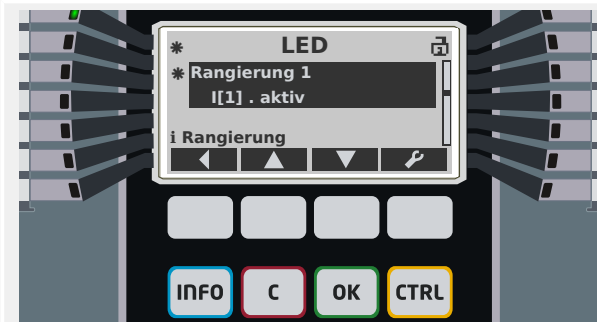 * LED
* Rangierung 1
I[1] . aktiv
i Rangierung
INFO C OK CTRL